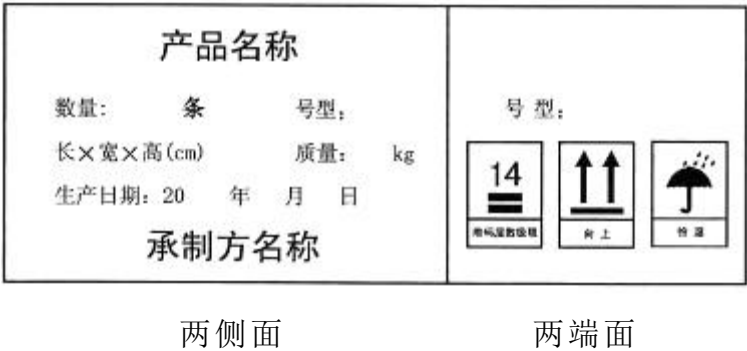 产品名称
数量: 条 号型:
长×宽×高(cm) 质量: kg
生产日期: 20 年 月 日
承制方名称
号 型:
14
向 上
两侧面 两端面